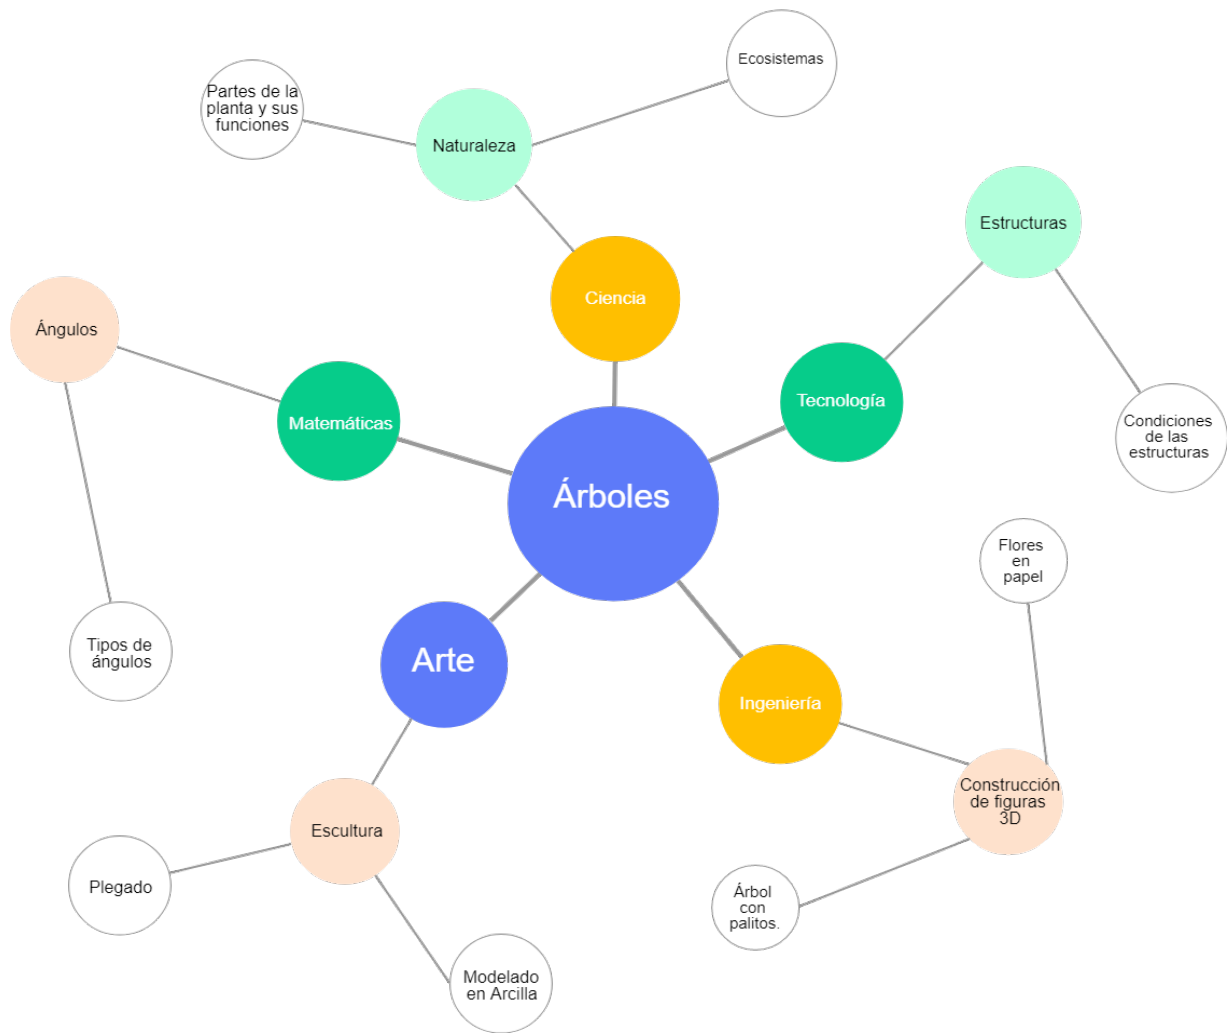 Ecosistemas
Partes de la
planta y sus
funciones
Naturaleza
Estructuras
Ciencia
Ángulos
Tecnología
Matemáticas
Condiciones
de las
estructuras
Árboles
Flores
en
papel
Tipos de
ángulos
Arte
Ingeniería
Construcción
de figuras
3D
Escultura
Plegado
Árbol
con
palitos.
Modelado
en Arcilla